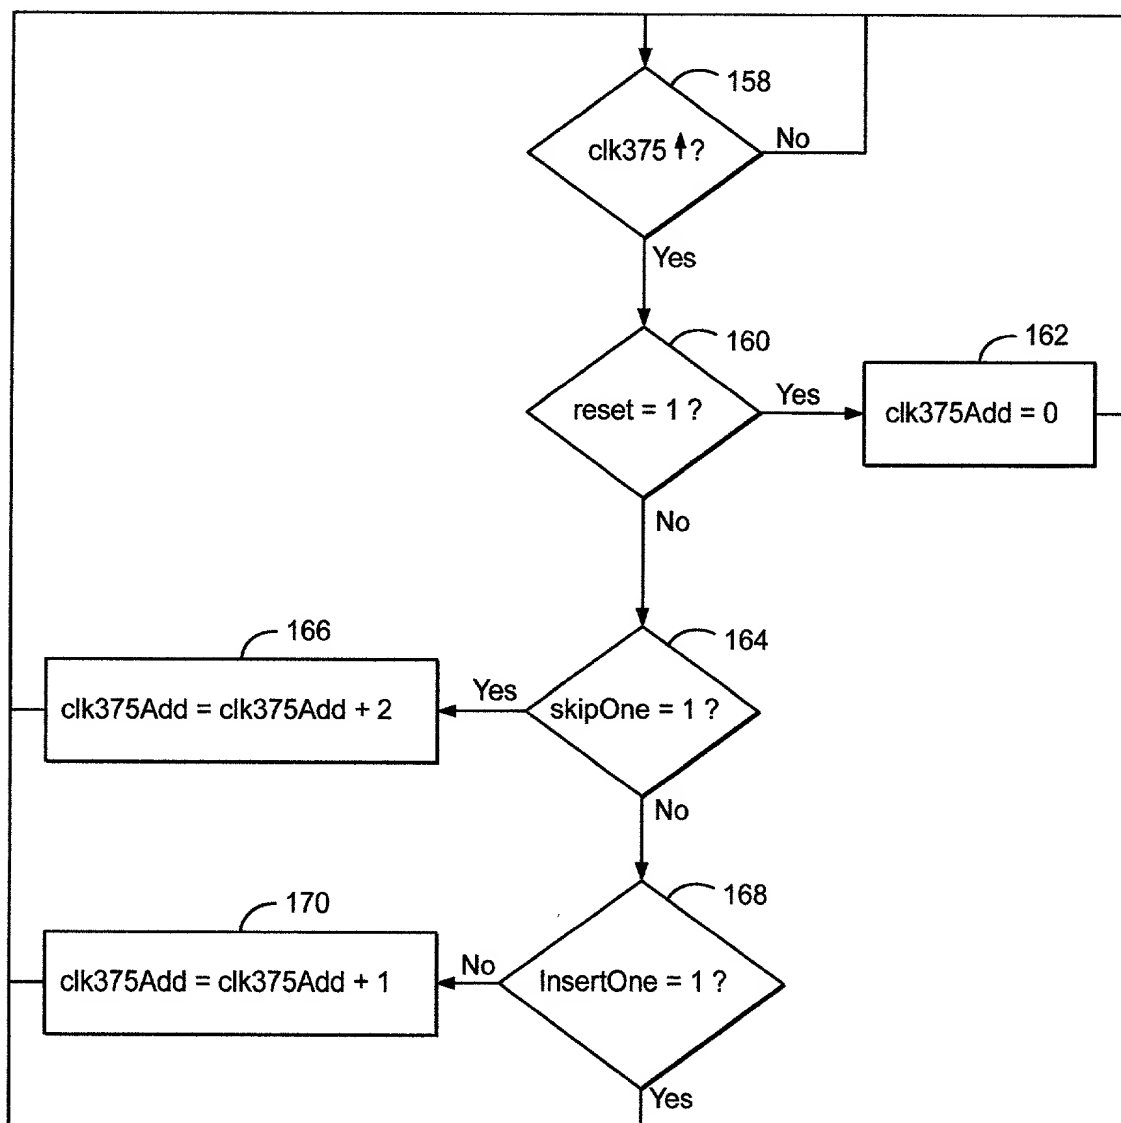 158
clk375 ↑?
No
Yes
160
reset = 1 ?
Yes
162
clk375Add = 0
No
164
skipOne = 1 ?
Yes
166
clk375Add = clk375Add + 2
No
168
InsertOne = 1 ?
No
170
clk375Add = clk375Add + 1
Yes